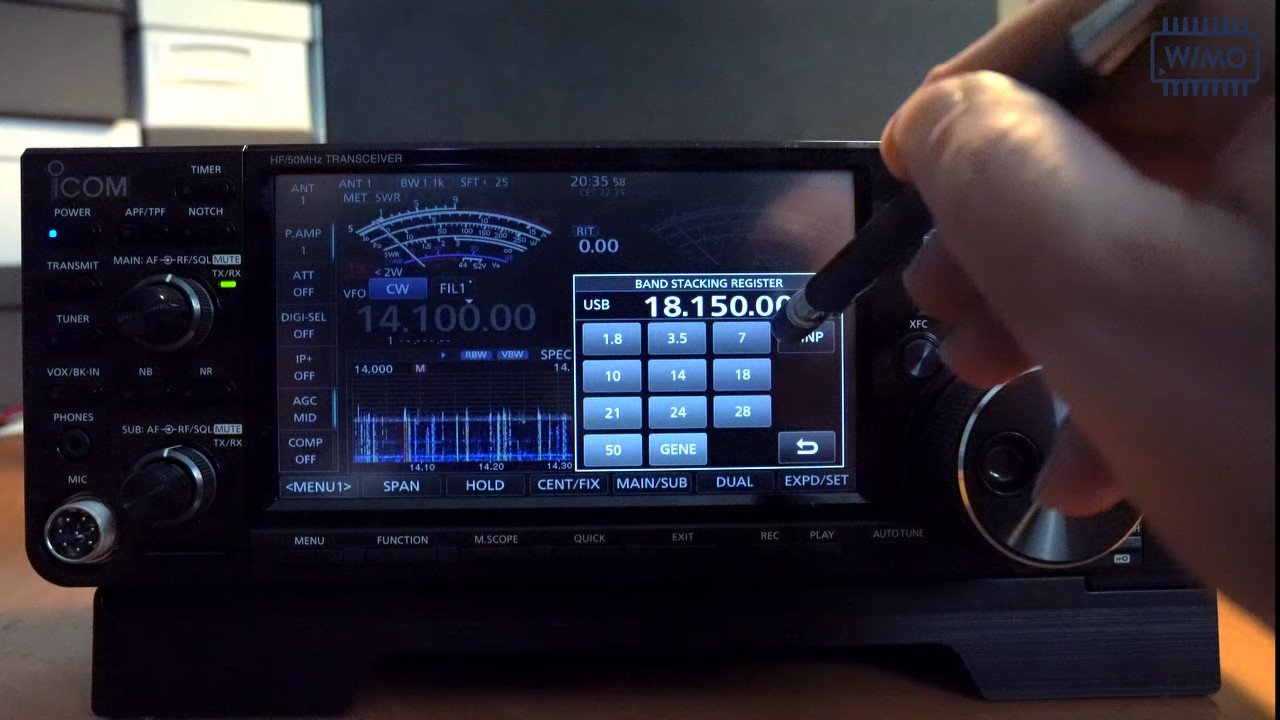 WiMO
HF/50MHz TRANSCEIVER
ICOM
TIMER
POWER
APF/TPF
NOTCH
TRANSMIT
MAIN: AF RF/SQL MUTE
TX/RX
TUNER
VOX/BK-IN
NB
NR
PHONES
SUB: AF RF/SQL MUTE
TX/RX
MIC
ANT
1
P.AMP
1
ATT
OFF
DIGI-SEL
OFF
IP+
OFF
AGC
MID
COMP
OFF
ANT 1
BW 1.1k
SFT
25
20:35 58
MET SWR
RIT
0.00
<2W
VFO
CW
FIL1
14.100.00
RBW
VBW
SPEC
14.000
M
14.
14.10
14.20
14.30
BAND STACKING REGISTER
USB
18.150.00
1.8
3.5
7
INP
10
14
18
21
24
28
50
GENE
<MENU1>
SPAN
HOLD
CENT/FIX
MAIN/SUB
DUAL
EXPD/SET
MENU
FUNCTION
M.SCOPE
QUICK
EXIT
REC
PLAY
AUTOTUNE
XFC